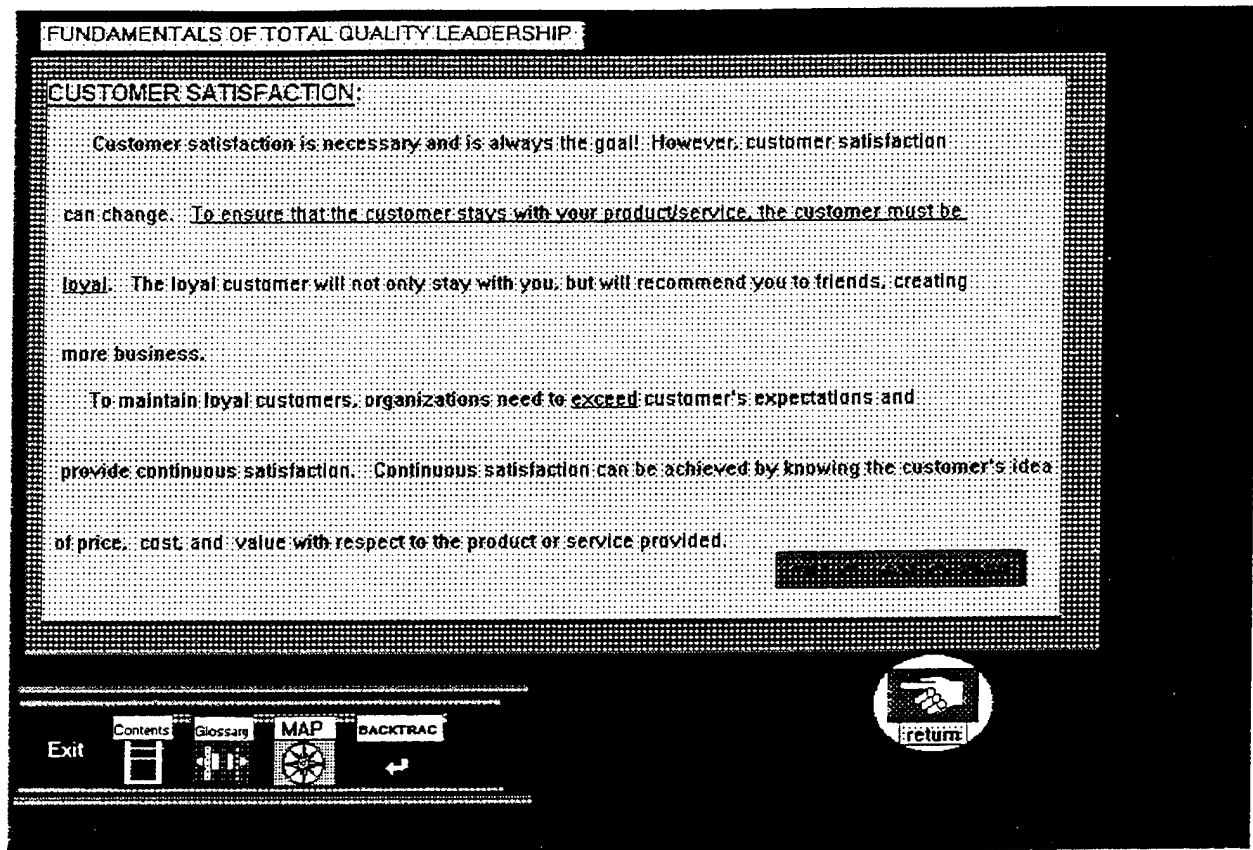 FUNDAMENTALS OF TOTAL QUALITY LEADERSHIP
CUSTOMER SATISFACTION:
Customer satisfaction is necessary and is always the goal! However, customer satisfaction
can change. To ensure that the customer stays with your product/service, the customer must be
loyal. The loyal customer will not only stay with you, but will recommend you to friends, creating
more business.
To maintain loyal customers, organizations need to exceed customer's expectations and
provide continuous satisfaction. Continuous satisfaction can be achieved by knowing the customer's idea
of price, cost, and value with respect to the product or service provided.
return
Exit
Contents
Glossary
MAP
BACKTRAC